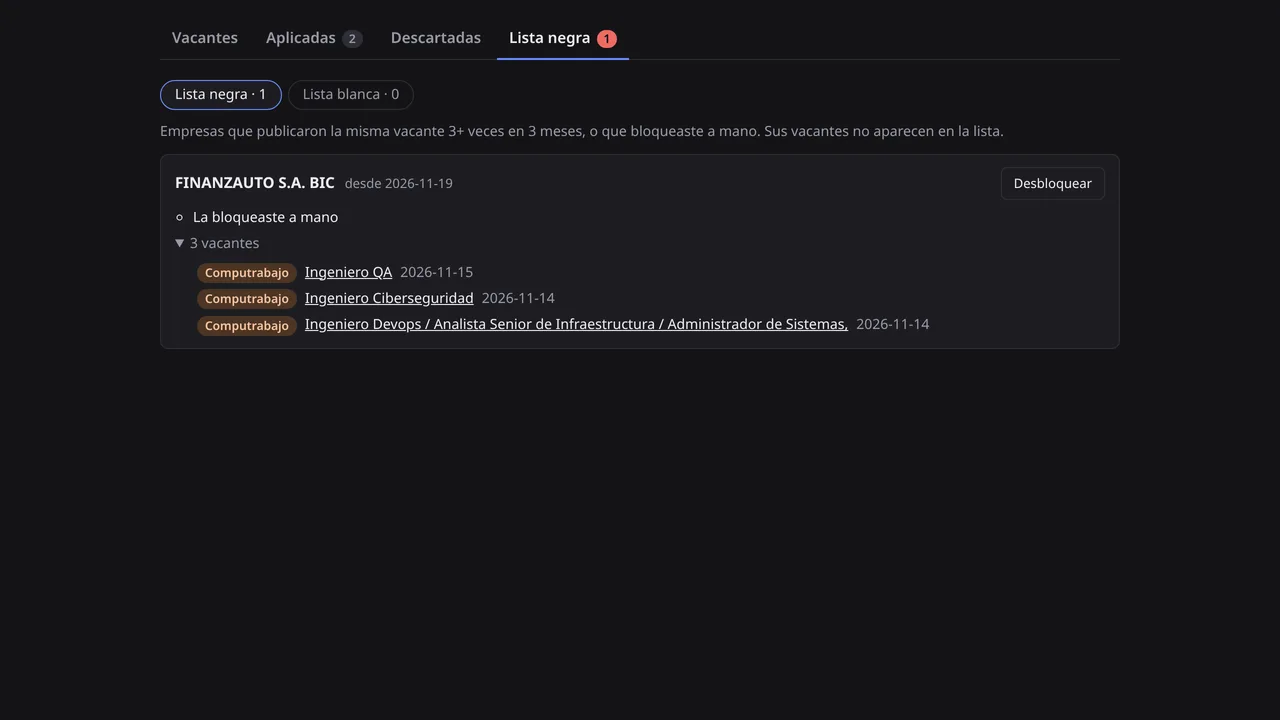 Vacantes Aplicadas 2 Descartadas Lista negra 1
Lista negra · 1 Lista blanca · 0
Empresas que publicaron la misma vacante 3+ veces en 3 meses, o que bloqueaste a mano. Sus vacantes no aparecen en la lista.
FINANZAUTO S.A. BIC desde 2026-11-19 Desbloquear
La bloqueaste a mano
3 vacantes
Computrabajo Ingeniero QA 2026-11-15
Computrabajo Ingeniero Ciberseguridad 2026-11-14
Computrabajo Ingeniero Devops / Analista Senior de Infraestructura / Administrador de Sistemas, 2026-11-14